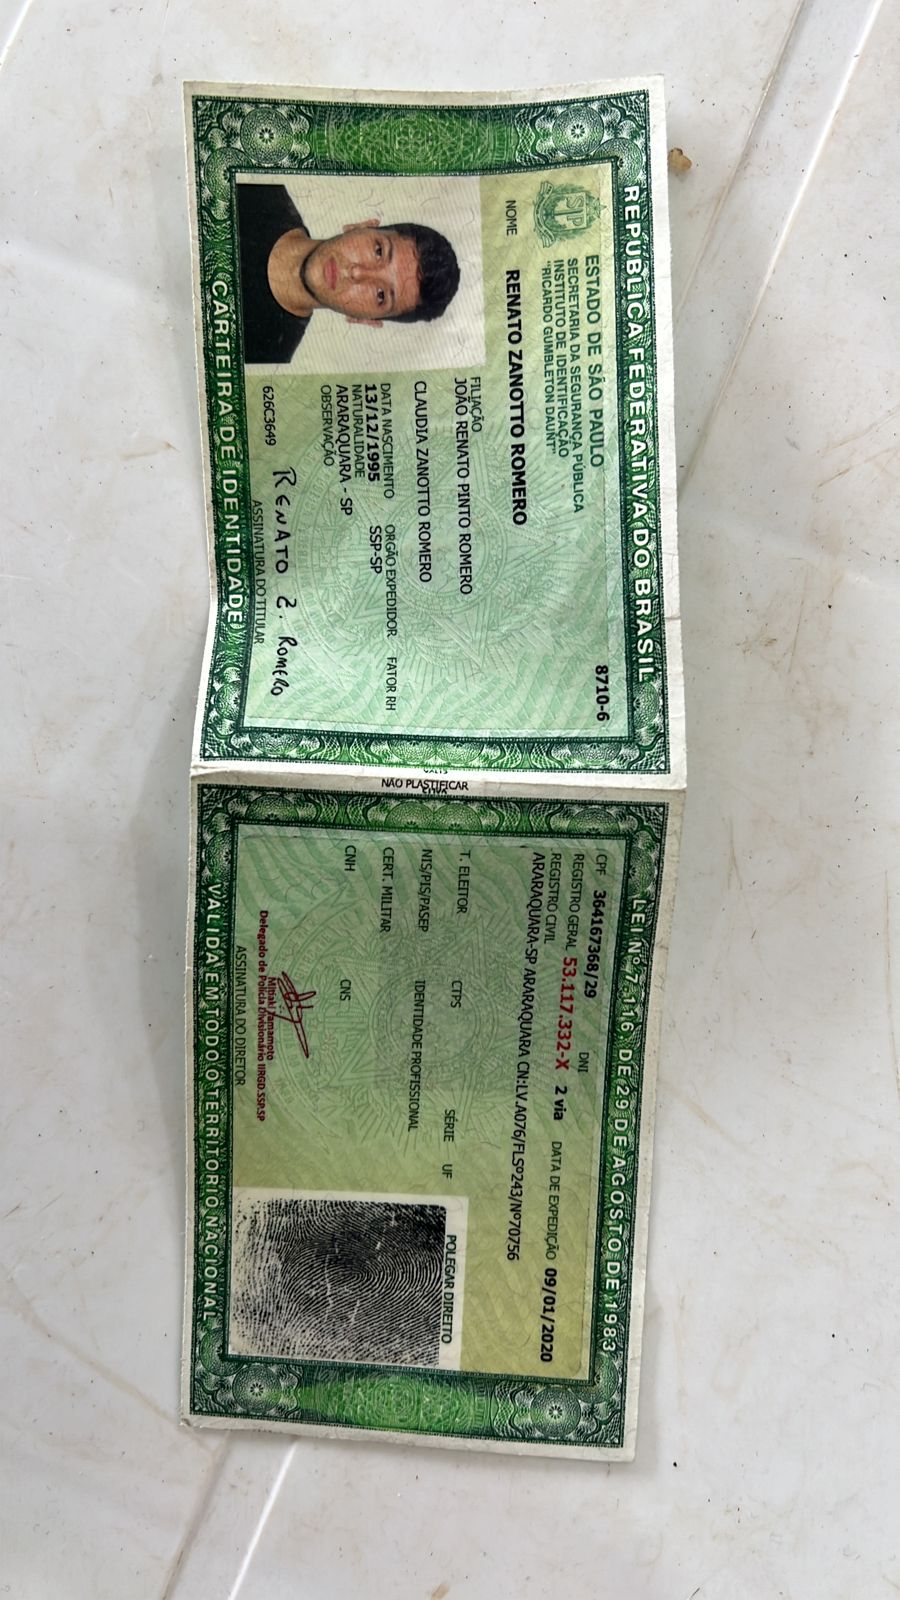 REPÚBLICA FEDERATIVA DO BRASIL
8710-6
ESTADO DE SÃO PAULO
SECRETARIA DA SEGURANÇA PÚBLICA
INSTITUTO DE IDENTIFICAÇÃO
"RICARDO GUMBLETON DAUNT"
NOME RENATO ZANOTTO ROMERO
FILIAÇÃO
JOÃO RENATO PINTO ROMERO
CLAUDIA ZANOTTO ROMERO
DATA NASCIMENTO ORGÃO EXPEDIDOR FATOR RH
13/12/1995 SSP-SP
NATURALIDADE
ARARAQUARA - SP
OBSERVAÇÃO
RENATO Z. ROMERO
626C3649
ASSINATURA DO TITULAR
CARTEIRA DE IDENTIDADE
NÃO PLASTIFICAR
LEI Nº 7.116, DE 29 DE AGOSTO DE 1983
CPF 364167368/29 DNI
REGISTRO GERAL 53.117.332-X 2 via DATA DE EXPEDIÇÃO 09/01/2020
REGISTRO CIVIL
ARARAQUARA-SP ARARAQUARA CN:LV.A076/FLSº243/Nº70756
T. ELEITOR CTPS SÉRIE UF
POLEGAR DIREITO
NIS/PIS/PASEP IDENTIDADE PROFISSIONAL
CERT. MILITAR
CNH CNS
Mitiaki Yamamoto
Delegado de Polícia Divisionário IIRGD.SSP.SP
ASSINATURA DO DIRETOR
VÁLIDA EM TODO O TERRITÓRIO NACIONAL